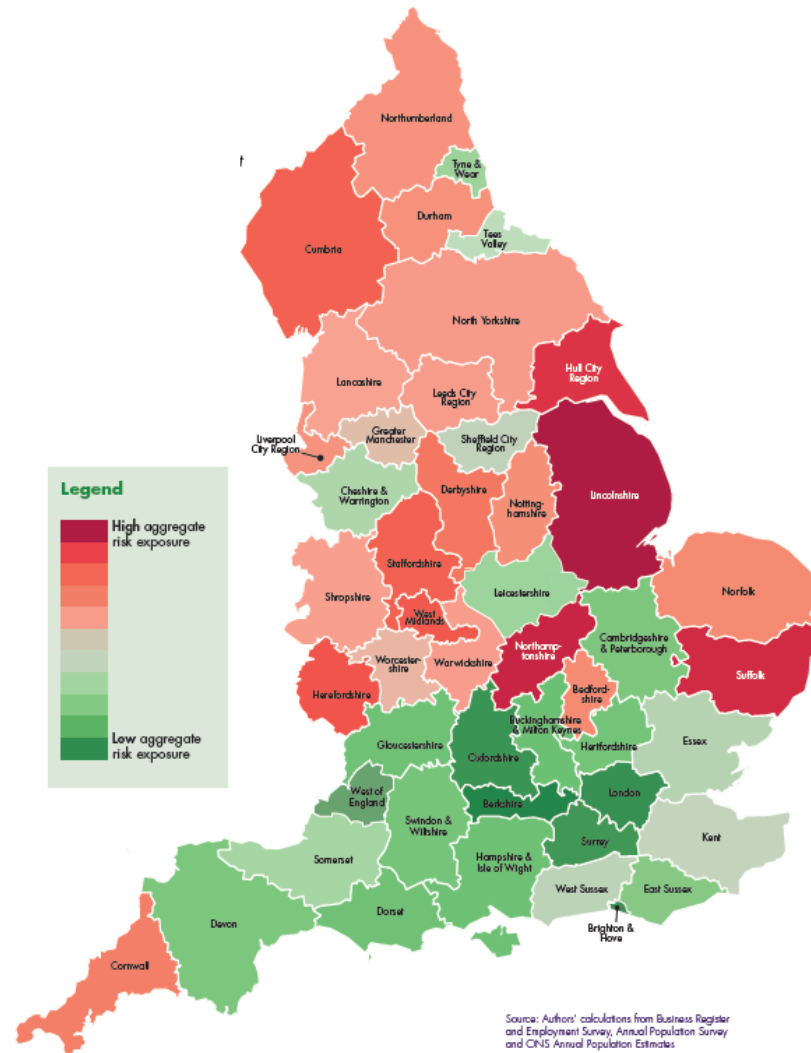 Northumberland
Tyne &
Wear
Durham
Tees
Valley
Cumbria
North Yorkshire
Hull City
Region
Lancashire
Leeds City
Region
Greater
Manchester
Sheffield City
Region
Liverpool
City Region
Cheshire &
Warrington
Derbyshire
Notting-
hamshire
Lincolnshire
Legend
High aggregate
risk exposure
Low aggregate
risk exposure
Staffordshire
Shropshire
Leicestershire
Norfolk
West
Midlands
Worcester-
shire
Warwickshire
Northamp-
tonshire
Cambridgeshire
& Peterborough
Suffolk
Herefordshire
Bedford-
shire
Buckinghamshire
& Milton Keynes
Gloucestershire
Oxfordshire
Hertfordshire
Essex
West of
England
Berkshire
London
Swindon &
Wiltshire
Surrey
Kent
Somerset
Hampshire &
Isle of Wight
West Sussex
East Sussex
Devon
Dorset
Brighton &
Hove
Cornwall
Source: Authors' calculations from Business Register
and Employment Survey, Annual Population Survey
and ONS Annual Population Estimates